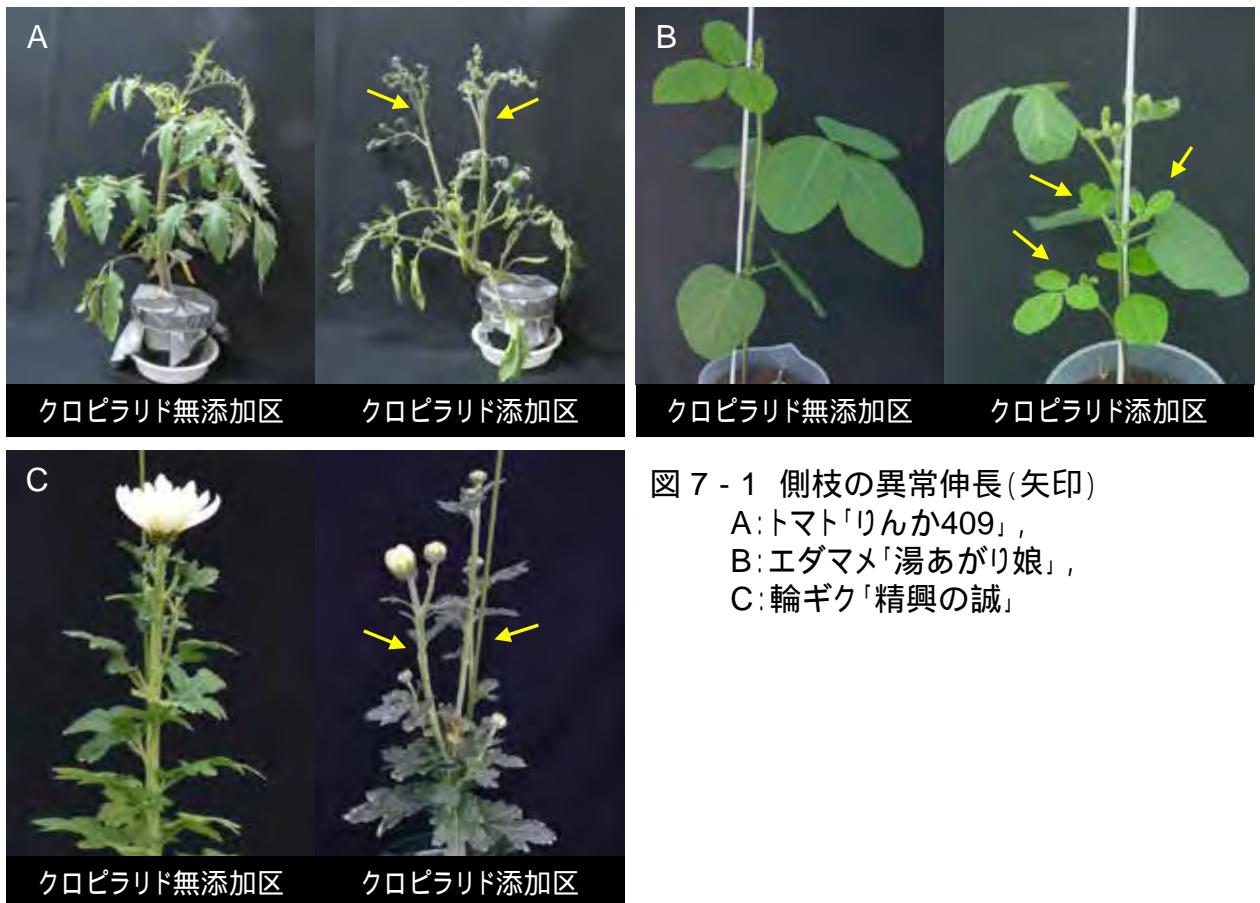 A
クロピラリド無添加区
クロピラリド添加区
B
クロピラリド無添加区
クロピラリド添加区
C
クロピラリド無添加区
クロピラリド添加区
図 7 - 1 側枝の異常伸長(矢印)
A:トマト「りんか409」,
B:エダマメ「湯あがり娘」,
C:輪ギク「精興の誠」